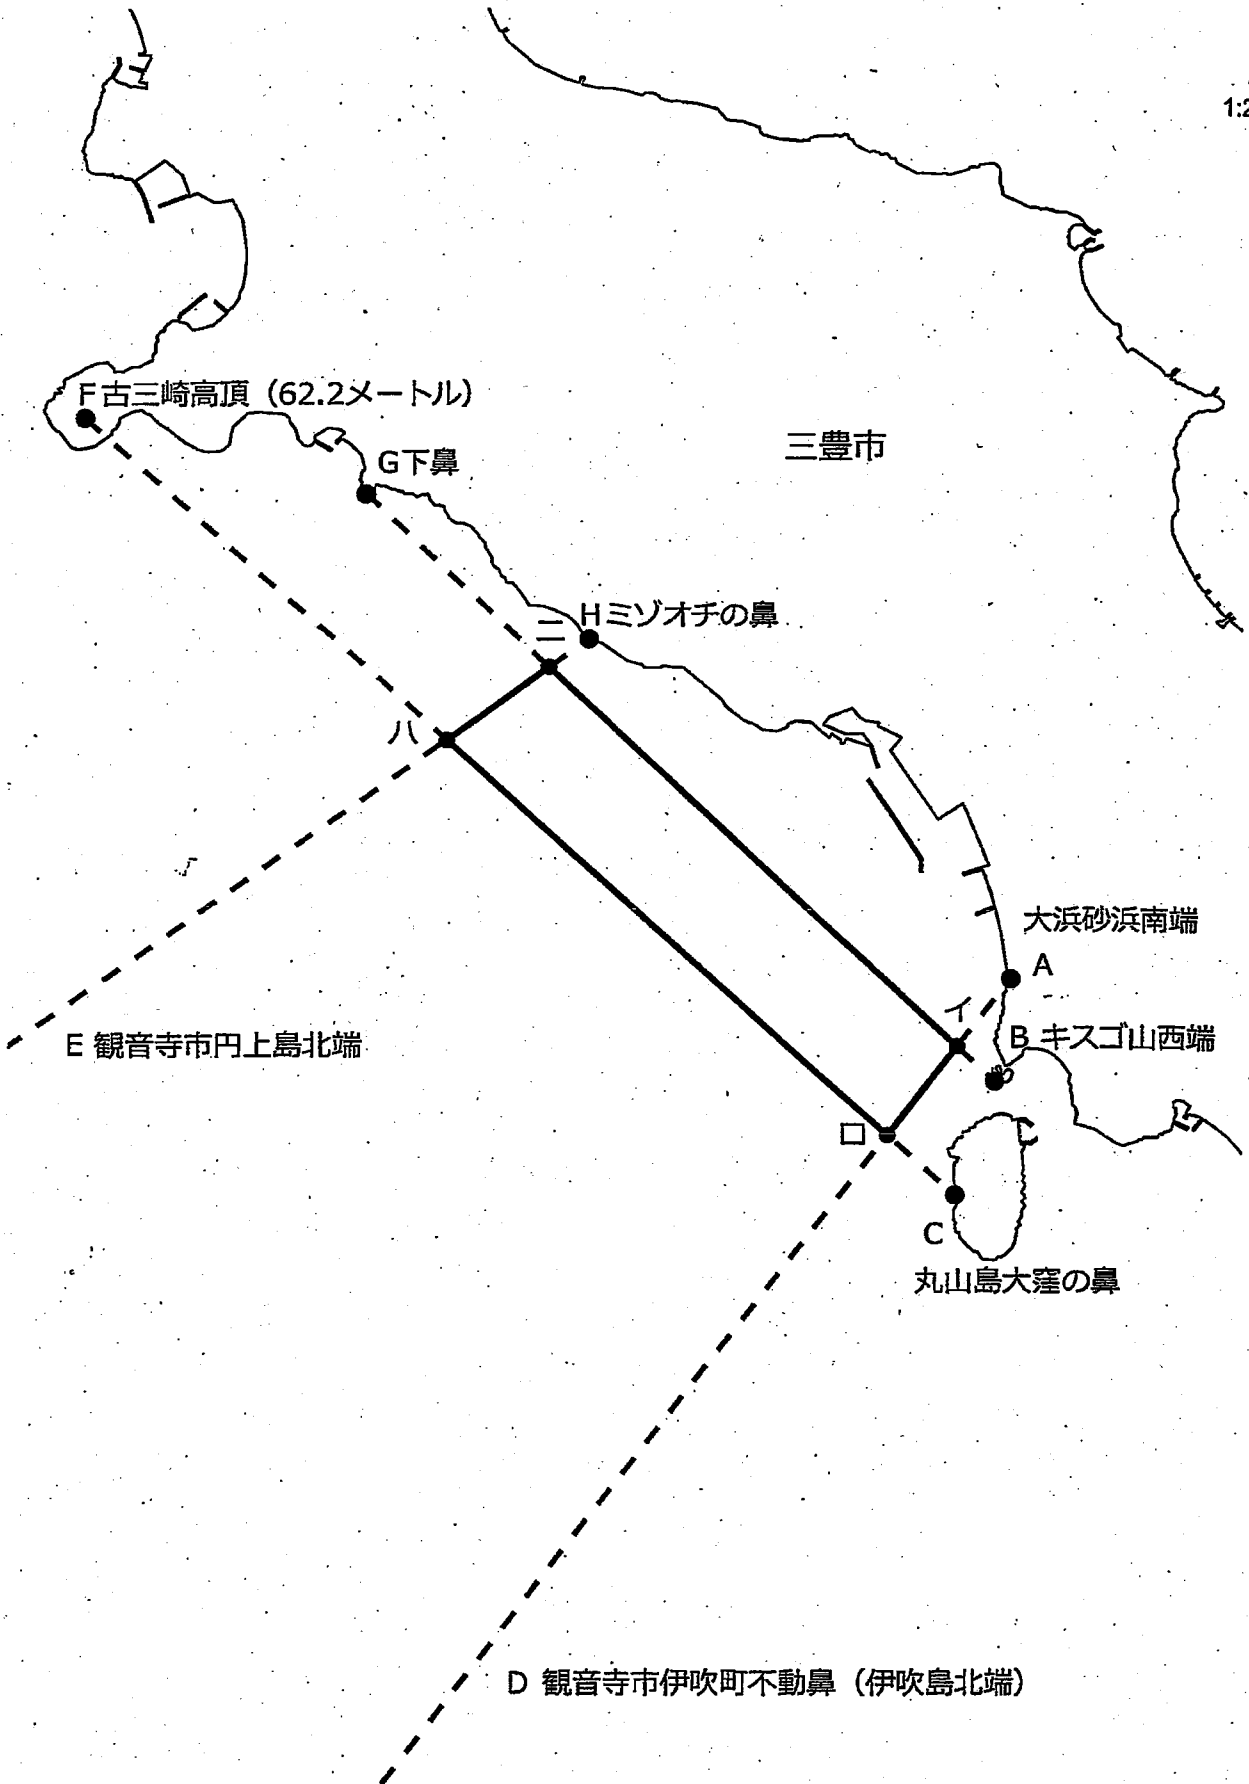 1:2
F古三崎高頂（62.2メートル）
三豊市
G下鼻
Hミゾオチの鼻
ニ
ハ
大浜砂浜南端
A
イ
B キスゴ山西端
E 観音寺市円上島北端
ロ
C
丸山島大窪の鼻
D 観音寺市伊吹町不動鼻（伊吹島北端）